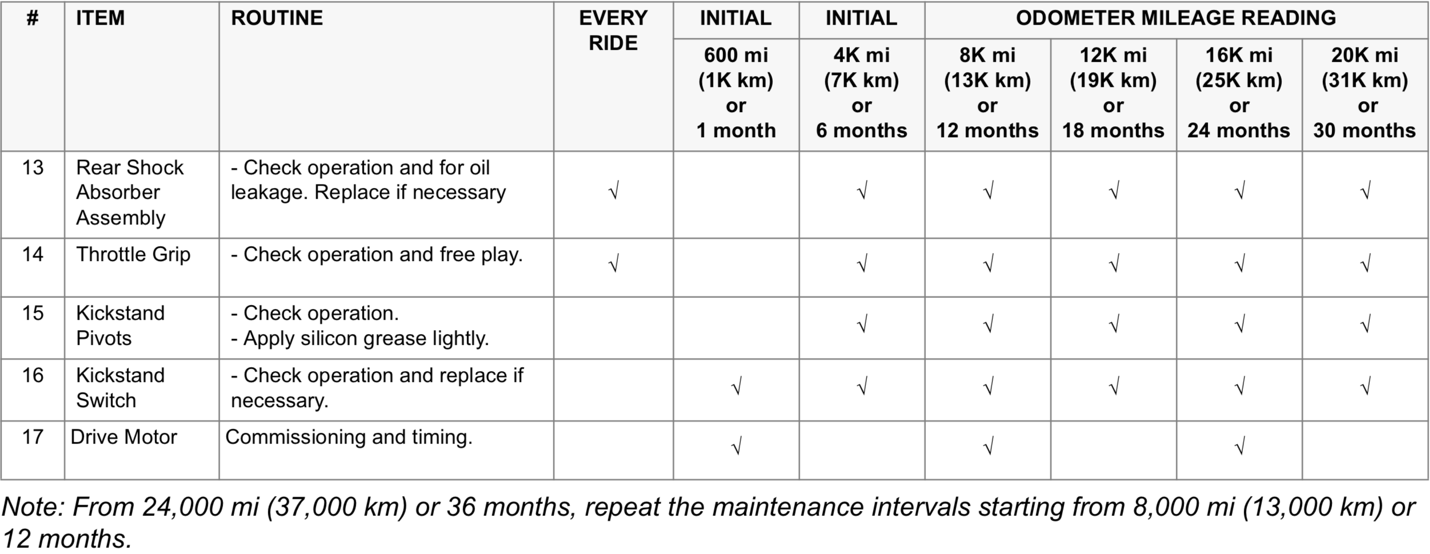 # ITEM ROUTINE EVERY RIDE INITIAL INITIAL ODOMETER MILEAGE READING
600 mi (1K km) or 1 month 4K mi (7K km) or 6 months 8K mi (13K km) or 12 months 12K mi (19K km) or 18 months 16K mi (25K km) or 24 months 20K mi (31K km) or 30 months
13 Rear Shock Absorber Assembly - Check operation and for oil leakage. Replace if necessary √ √ √ √ √ √
14 Throttle Grip - Check operation and free play. √ √ √ √ √ √
15 Kickstand Pivots - Check operation. - Apply silicon grease lightly. √ √ √ √ √
16 Kickstand Switch - Check operation and replace if necessary. √ √ √ √ √ √
17 Drive Motor Commissioning and timing. √ √ √
Note: From 24,000 mi (37,000 km) or 36 months, repeat the maintenance intervals starting from 8,000 mi (13,000 km) or
12 months.